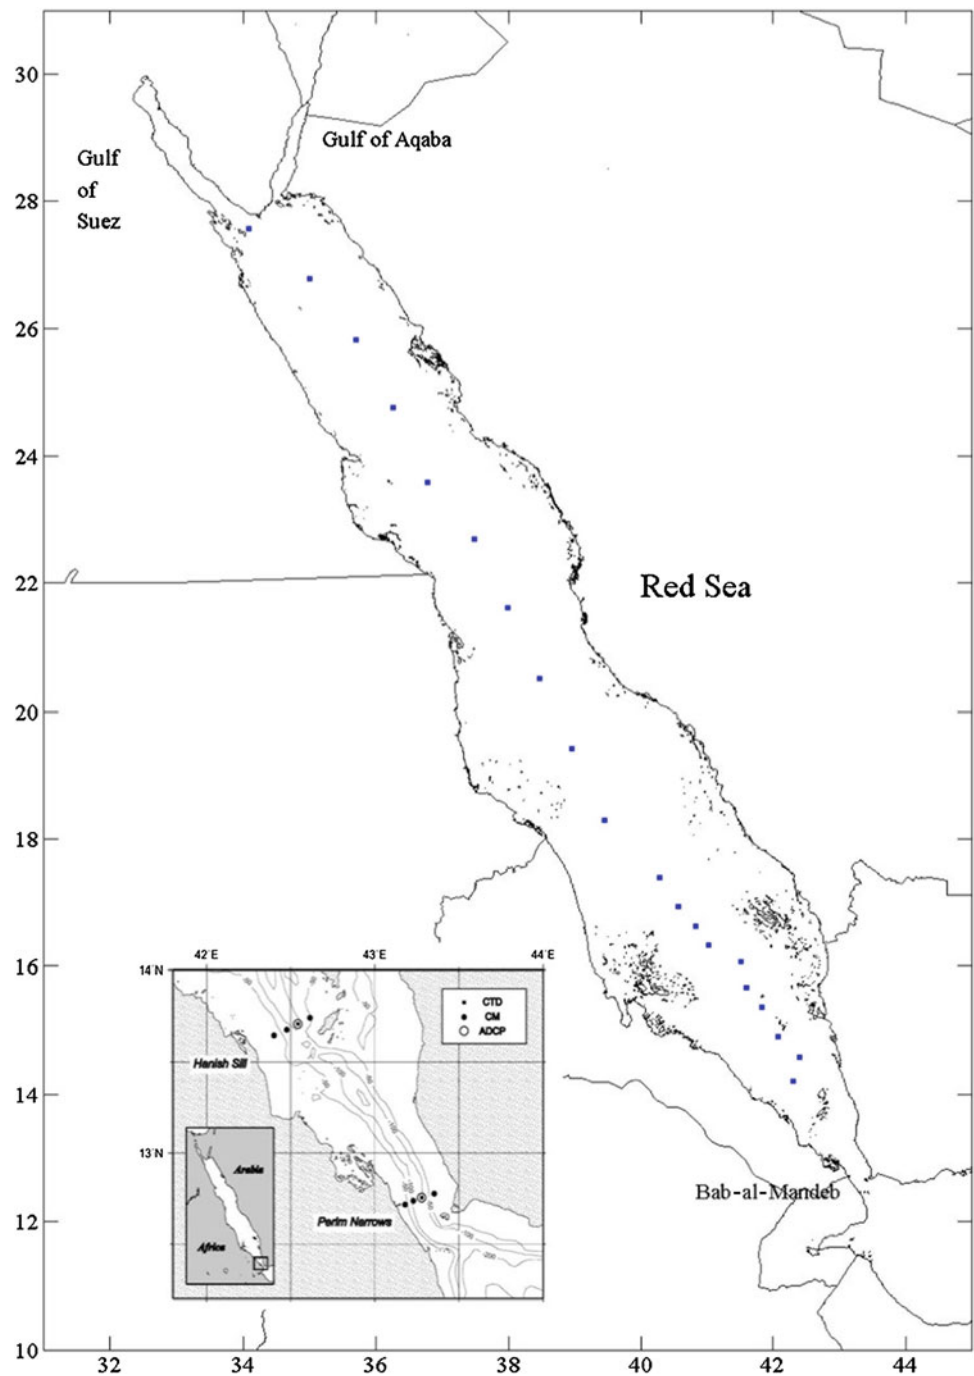 30
28
26
24
22
20
18
16
14
12
10
32
34
36
38
40
42
44
Gulf of Aqaba
Gulf
of
Suez
Red Sea
Bab-al-Mandeb
42°E
43°E
44°E
14°N
13°N
CTD
CM
ADCP
Hanish Sill
Perim Narrows
Arabia
Africa